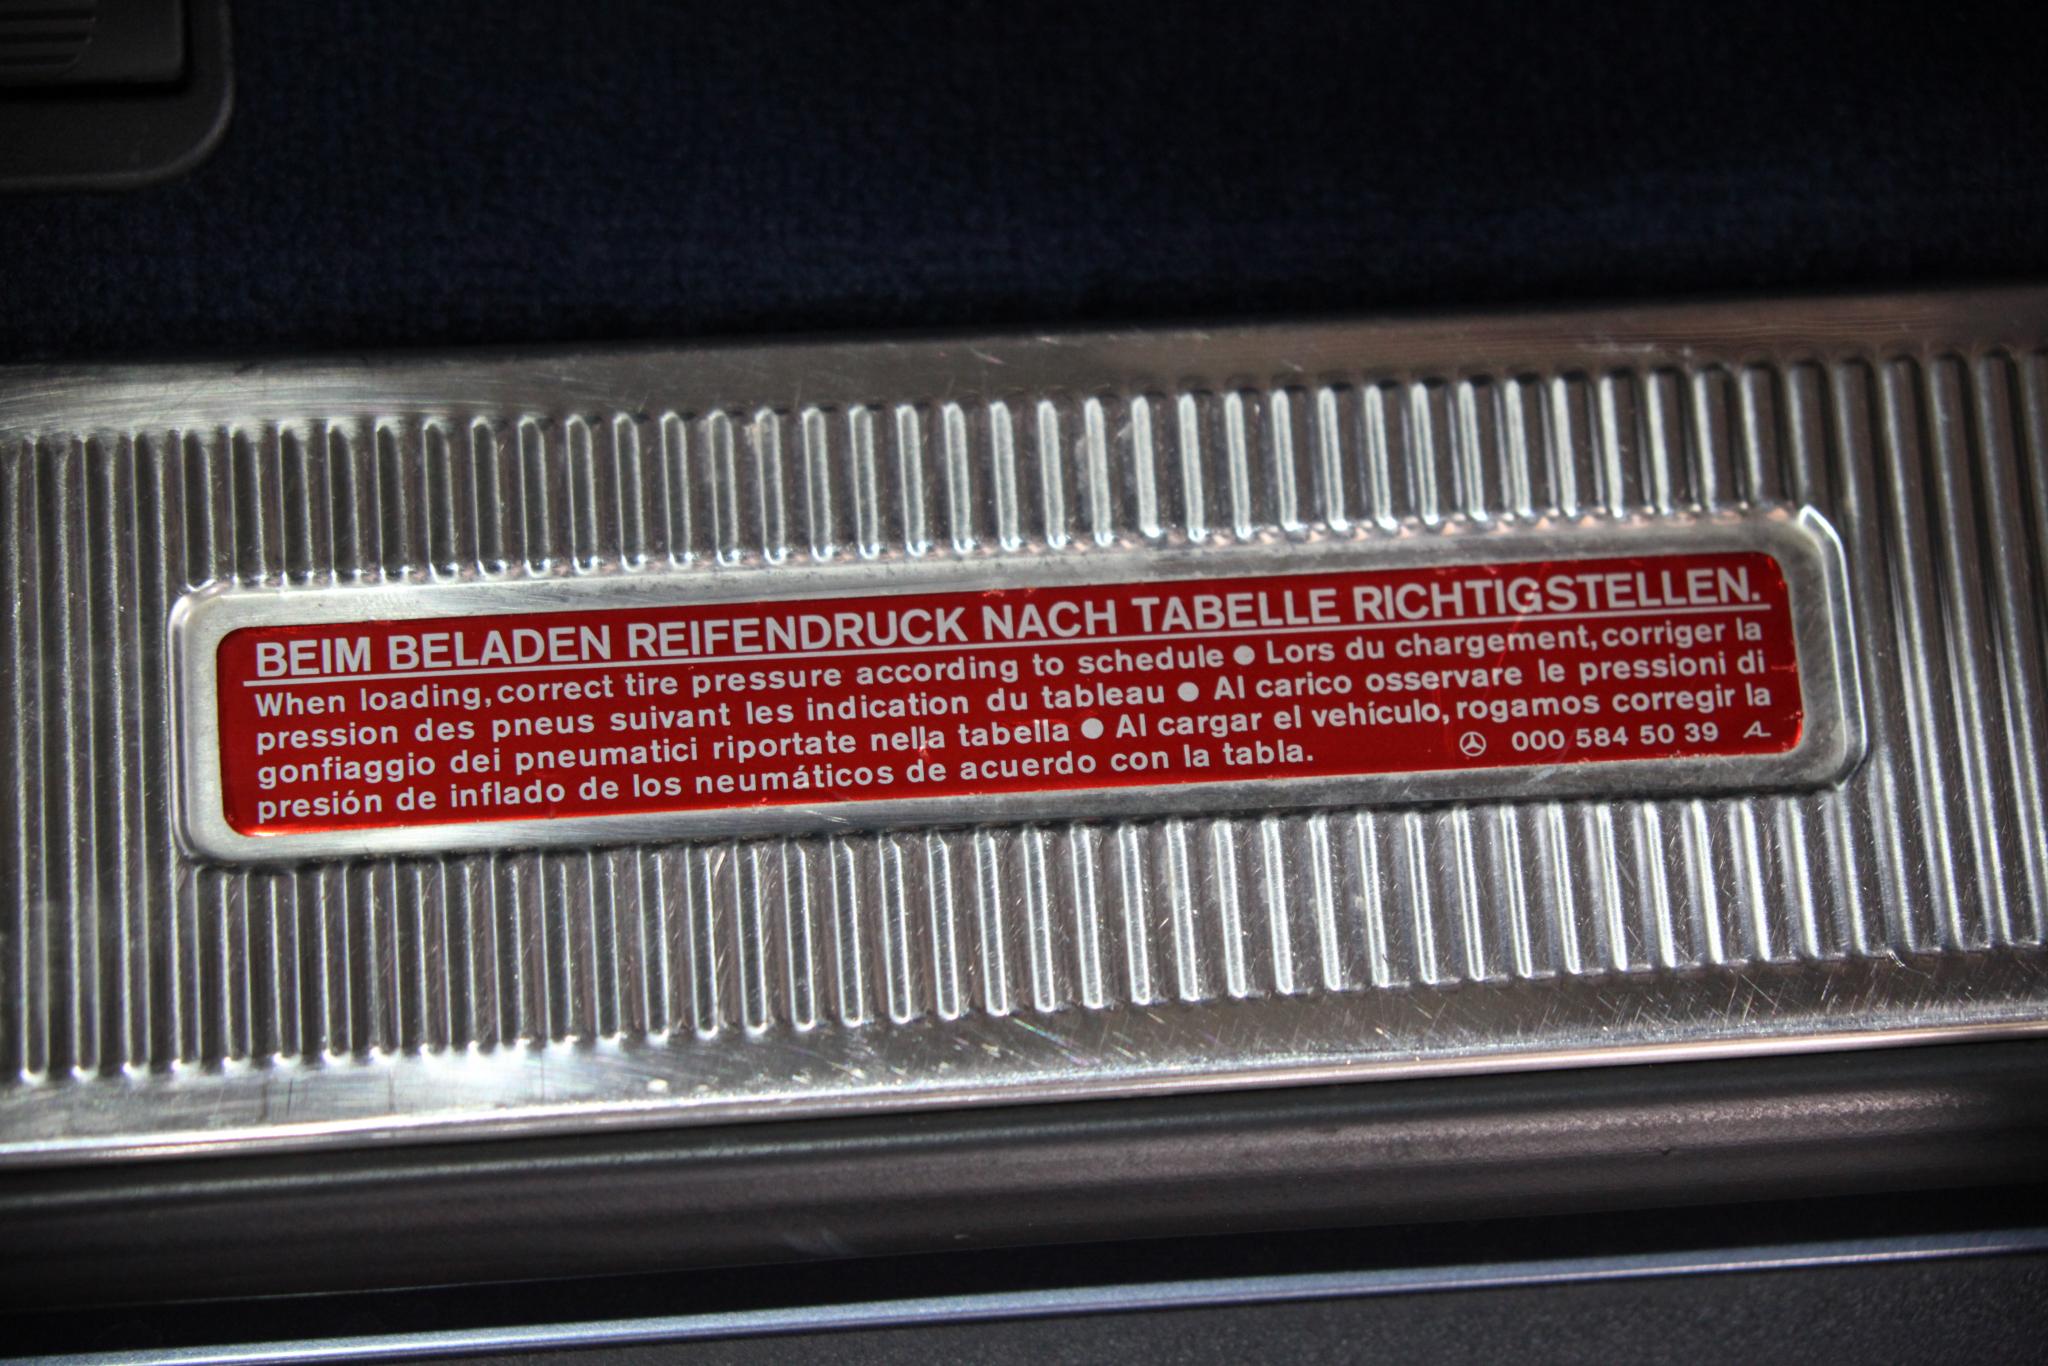 BEIM BELADEN REIFENDRUCK NACH TABELLE RICHTIGSTELLEN.
When loading, correct tire pressure according to schedule ● Lors du chargement, corriger la
pression des pneus suivant les indication du tableau ● Al carico osservare le pressioni di
gonfiaggio dei pneumatici riportate nella tabella ● Al cargar el vehículo, rogamos corregir la
presión de inflado de los neumáticos de acuerdo con la tabla. 000 584 50 39